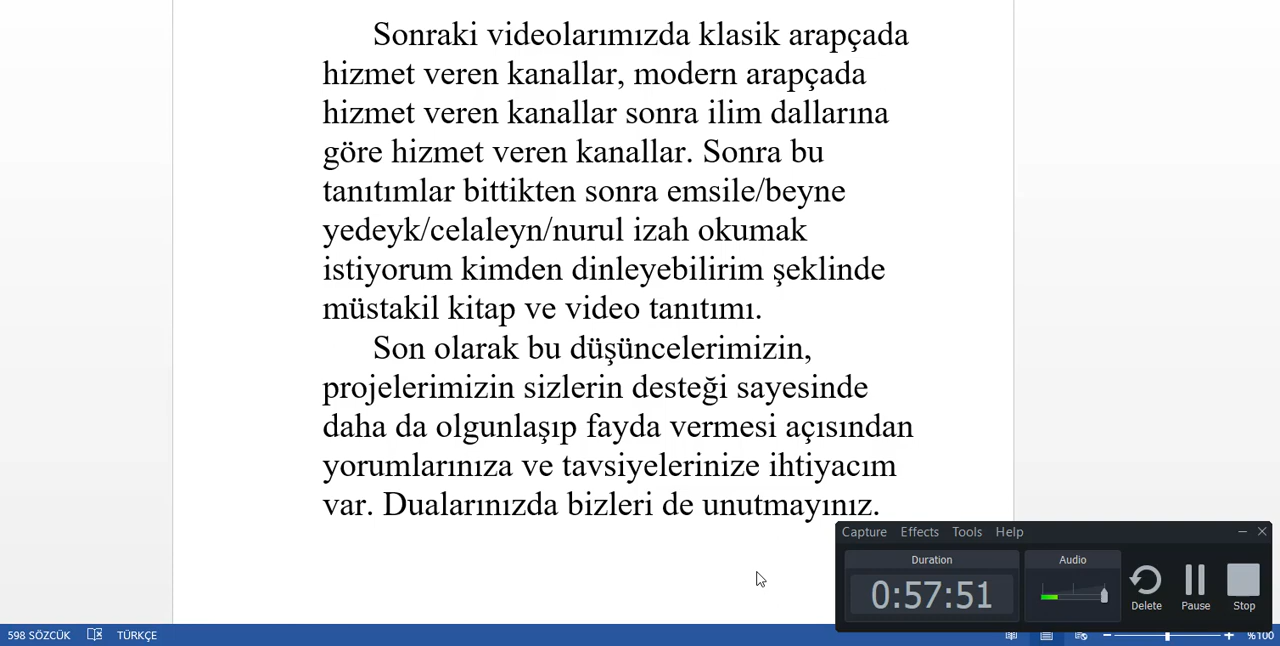 Sonraki videolarımızda klasik arapçada
hizmet veren kanallar, modern arapçada
hizmet veren kanallar sonra ilim dallarına
göre hizmet veren kanallar. Sonra bu
tanıtımlar bittikten sonra emsile/beyne
yedeyk/celaleyn/nurul izah okumak
istiyorum kimden dinleyebilirim şeklinde
müstakil kitap ve video tanıtımı.
Son olarak bu düşüncelerimizin,
projelerimizin sizlerin desteği sayesinde
daha da olgunlaşıp fayda vermesi açısından
yorumlarınıza ve tavsiyelerinize ihtiyacım
var. Dualarınızda bizleri de unutmayınız.
Capture Effects Tools Help
Duration Audio
0:57:51
Delete Pause Stop
598 SÖZCÜK TÜRKÇE %100